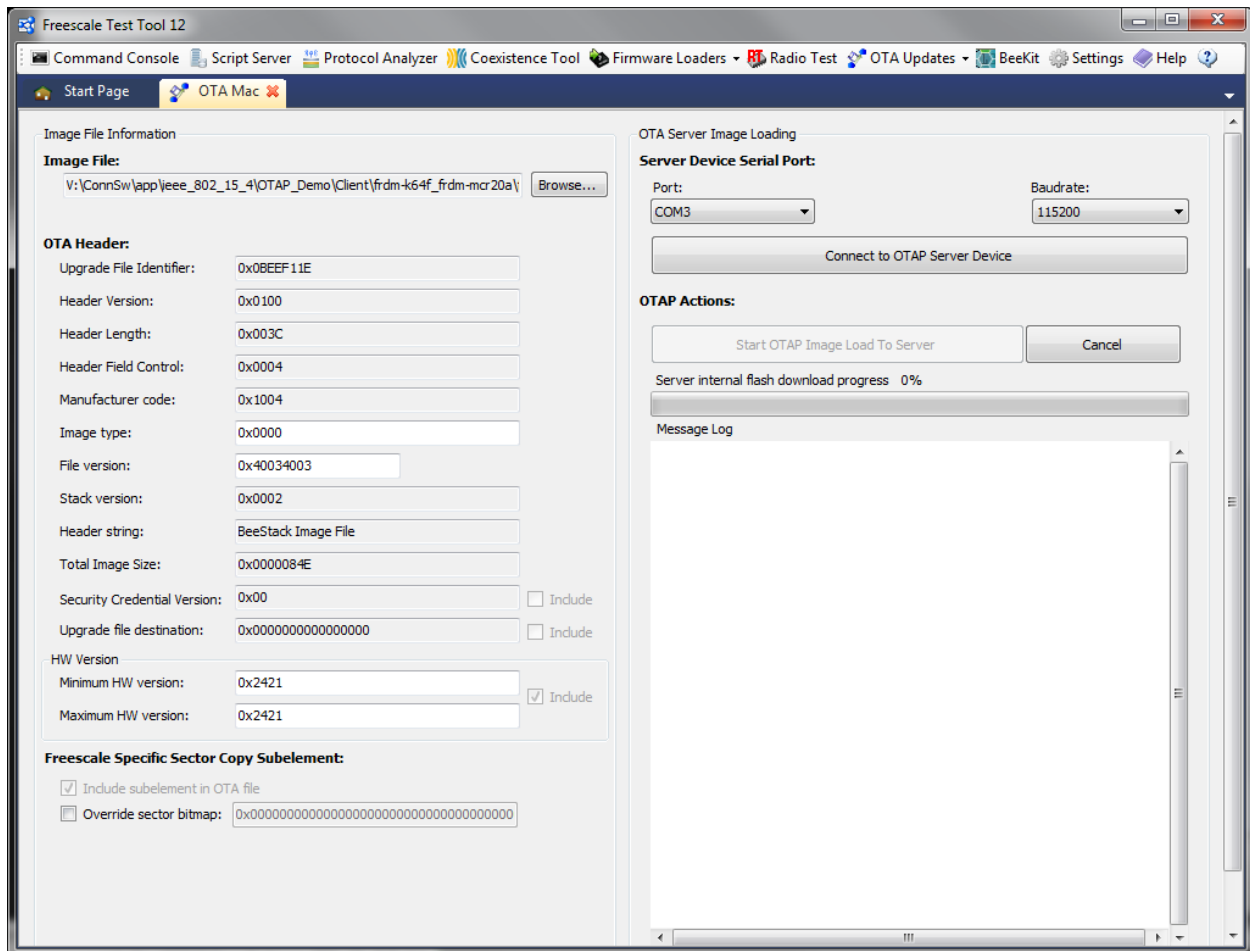 Freescale Test Tool 12
Command Console Script Server Protocol Analyzer Coexistence Tool Firmware Loaders Radio Test OTA Updates BeeKit Settings Help
Start Page OTA Mac
Image File Information
Image File:
V:\ConnSw\app\ieee_802_15_4\OTAP_Demo\Client\frdm-k64f_frdm-mcr20a\ Browse...
OTA Header:
Upgrade File Identifier: 0x0BEEF11E
Header Version: 0x0100
Header Length: 0x003C
Header Field Control: 0x0004
Manufacturer code: 0x1004
Image type: 0x0000
File version: 0x40034003
Stack version: 0x0002
Header string: BeeStack Image File
Total Image Size: 0x0000084E
Security Credential Version: 0x00 Include
Upgrade file destination: 0x0000000000000000 Include
HW Version
Minimum HW version: 0x2421
Include
Maximum HW version: 0x2421
Freescale Specific Sector Copy Subelement:
Include subelement in OTA file
Override sector bitmap: 0x00000000000000000000000000000000
OTA Server Image Loading
Server Device Serial Port:
Port: Baudrate:
COM3 115200
Connect to OTAP Server Device
OTAP Actions:
Start OTAP Image Load To Server Cancel
Server internal flash download progress 0%
Message Log